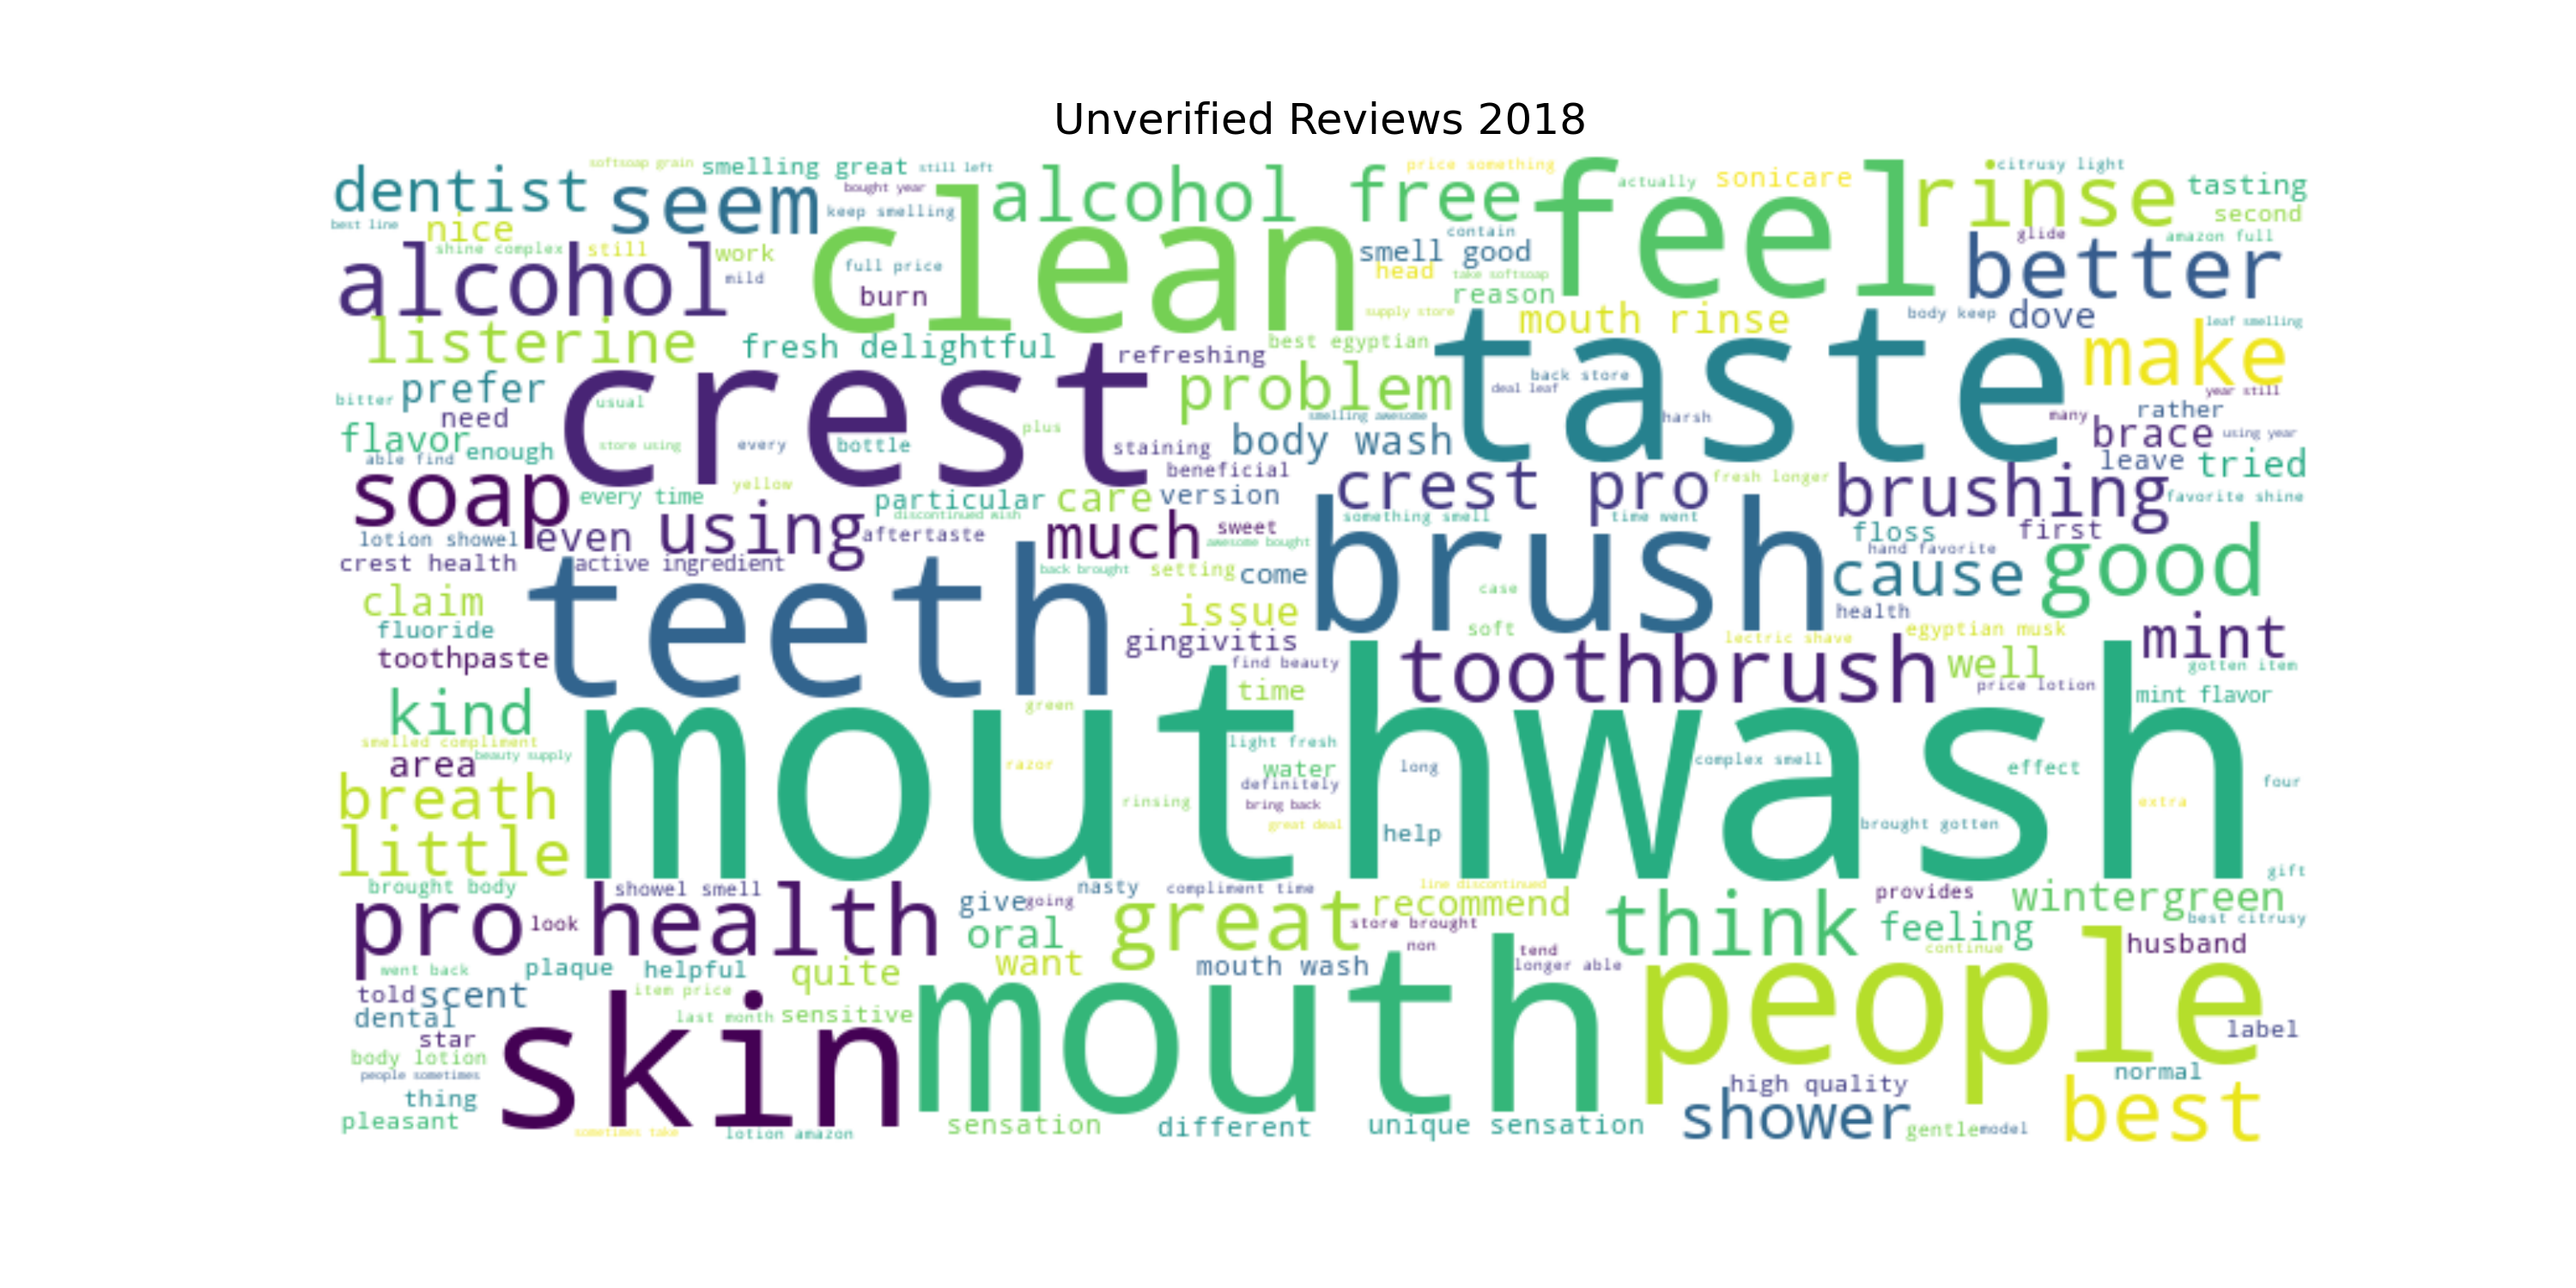 Unverified Reviews 2018
softsoap grain smelling great still left price something citrusy light
dentist seem bought year alcohol free feel actually sonicare rinse tasting
best line nice keep smelling clean contain glide second
shine complex still work full price smell good amazon full
alcohol mild burn head take softsoap reason better
listerine fresh delightful supply store mouth rinse body keep dove leaf smelling
refreshing best egyptian taste make
bitter prefer crest problem back store deal leaf year still
need usual smelling awesome harsh many rather
flavor enough plus staining body wash brace using year
able find store using every bottle beneficial leave tried
soap every time yellow particular care version crest pro fresh longer brushing favorite shine
even using discontinued wish much sweet something smell time went floss first
lotion showel aftertaste awesome bought brush hand favorite good
crest health active ingredient back brought setting come cause
claim teeth issue case health
fluoride gingivitis soft lectric shave egyptian musk mint
toothpaste find beauty toothbrush well gotten item
kind time price lotion mint flavor
smelled compliment green light fresh
area beauty supply mouthwash razor water long complex smell effect four
breath definitely
rinsing bring back extra
little great deal help brought gotten
gift
brought body showel smell nasty compliment time line discontinued provides wintergreen
pro health look give going great recommend think feeling best citrusy
oral store brought non continue husband
went back plaque helpful quite want mouth wash tend longer able people
told scent item price
dental last month sensitive mouth label
star skin
body lotion
people sometimes normal
thing high quality best
pleasant sensation different unique sensation shower gentle model
sometimes take lotion amazon